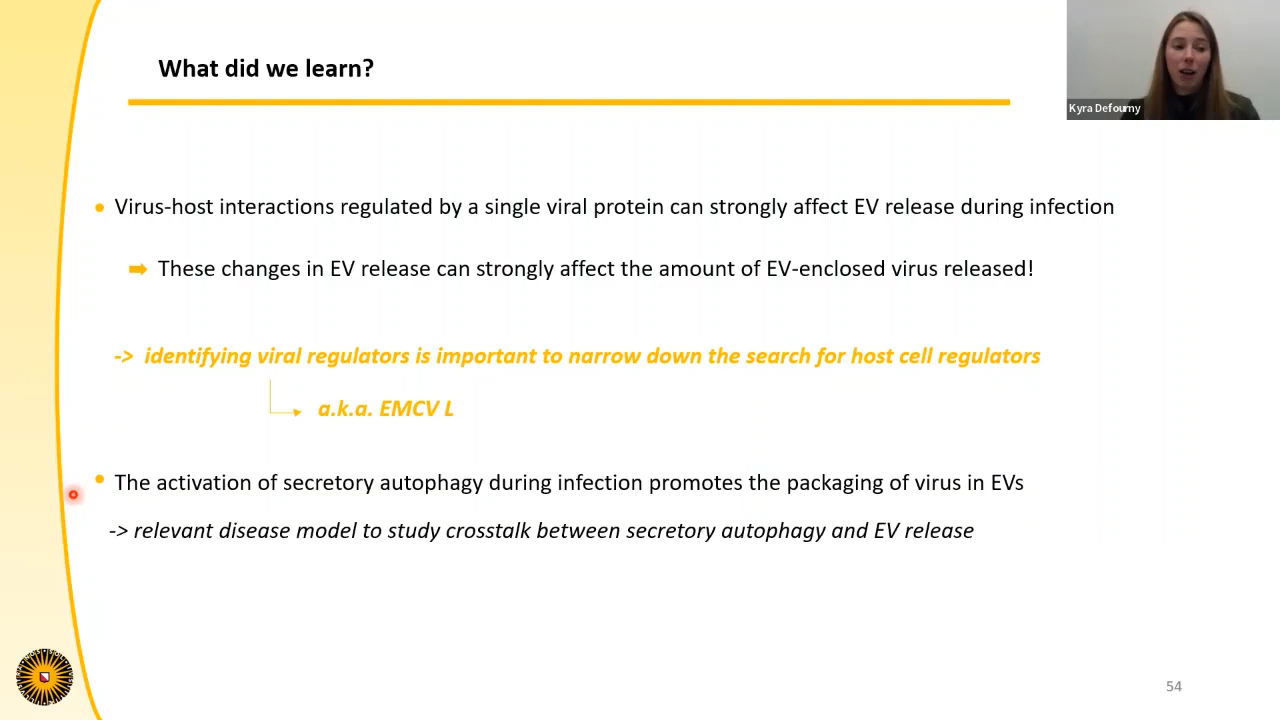 What did we learn?
Kyra Defourny
• Virus-host interactions regulated by a single viral protein can strongly affect EV release during infection
➡ These changes in EV release can strongly affect the amount of EV-enclosed virus released!
-> identifying viral regulators is important to narrow down the search for host cell regulators
a.k.a. EMCV L
• The activation of secretory autophagy during infection promotes the packaging of virus in EVs
-> relevant disease model to study crosstalk between secretory autophagy and EV release
54